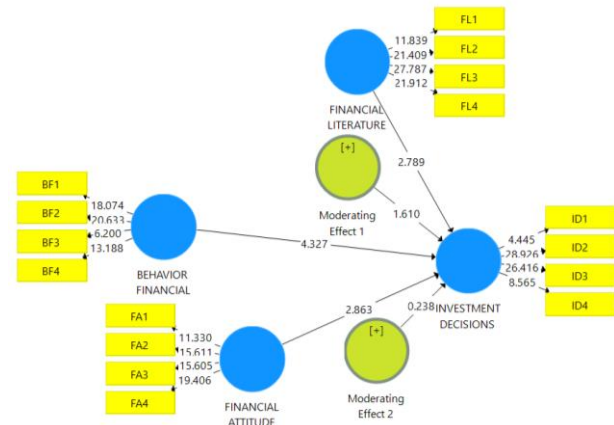 FL1
11.839
FL2
21.409
27.787
FL3
21.912
FL4
FINANCIAL
LITERATURE
2.789
[+]
Moderating
Effect 1
1.610
BF1
18.074
BF2
20.633
6.200
BF3
13.188
BF4
BEHAVIOR
FINANCIAL
4.327
ID1
4.445
ID2
28.926
26.416
ID3
8.565
ID4
INVESTMENT
DECISIONS
2.863
0.238
FA1
11.330
FA2
15.611
15.605
FA3
19.406
FA4
FINANCIAL
ATTITUDE
[+]
Moderating
Effect 2